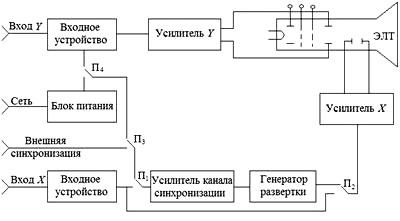 Вход Y
Входное
устройство
Усилитель Y
ЭЛТ
П₄
Сеть
Блок питания
Усилитель X
Внешняя
синхронизация
П₃
Вход X
Входное
устройство
П₁
Усилитель канала
синхронизации
Генератор
развертки
П₂